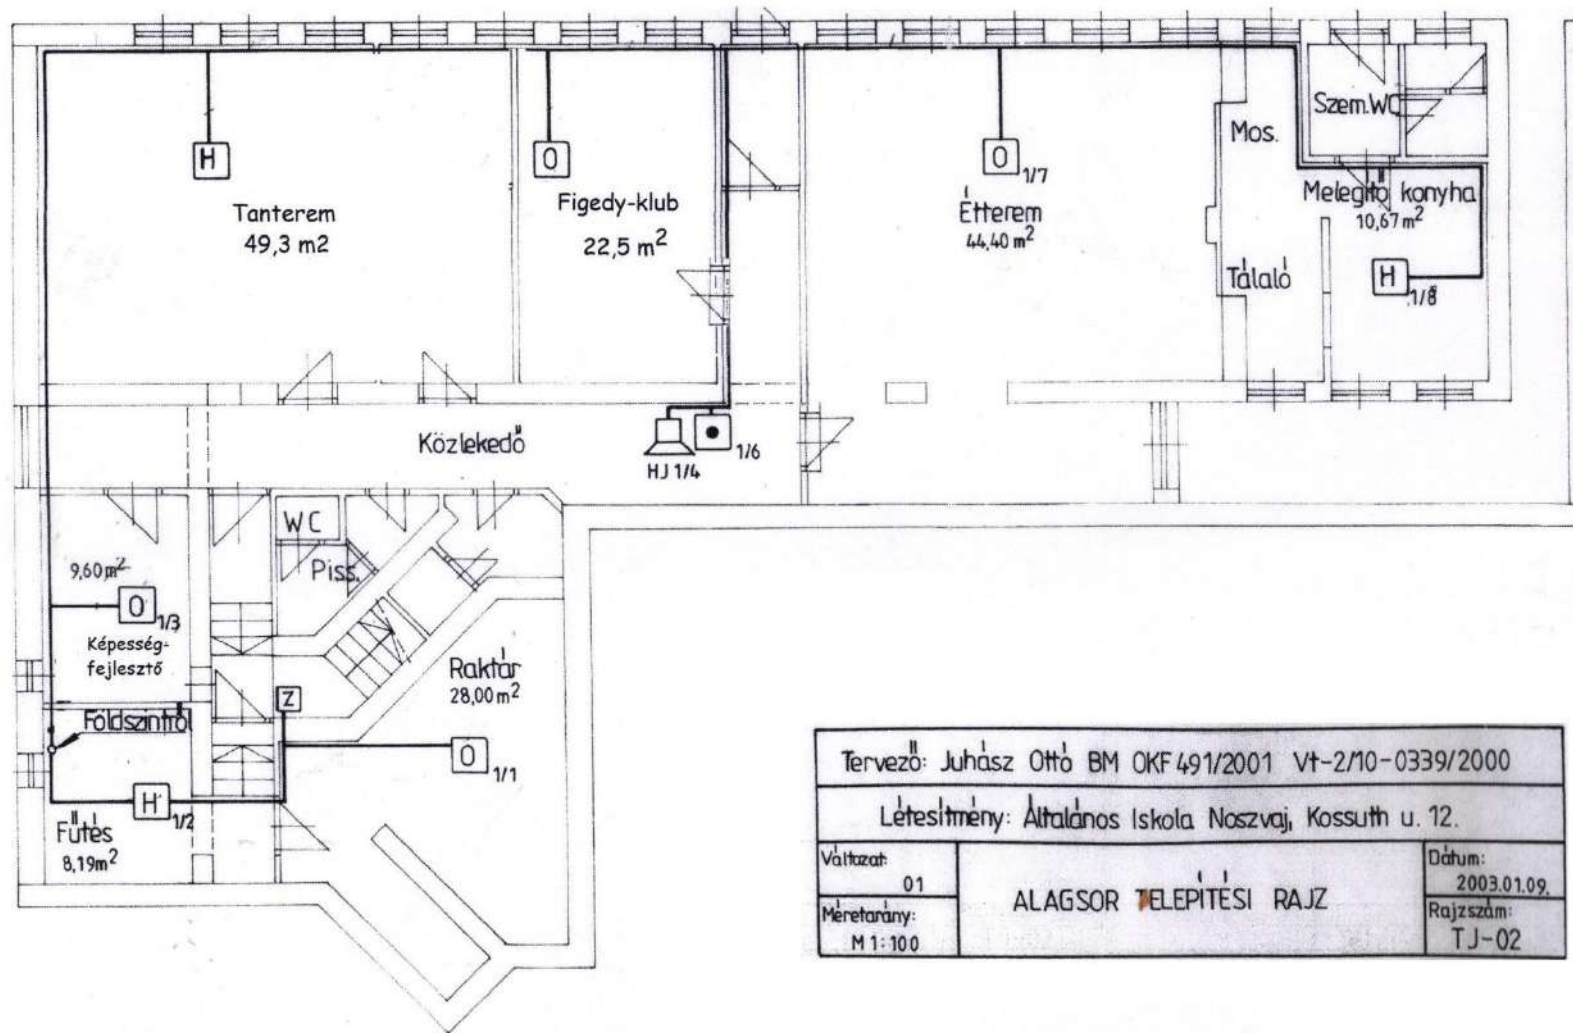 H
O
Tanterem
49,3 m2
Figedy-klub
22,5 m²
O 1/7
Étterem
44,40 m²
Mos.
Tálaló
Szem.WC
Melegítő konyha
10,67 m²
H 1/8
Közlekedő
HJ 1/4
1/6
WC
Piss.
9,60 m²
O 1/3
Képesség-
fejlesztő
Földszintről
Z
Raktár
28,00 m²
O 1/1
H 1/2
Fűtés
8,19m²
Tervező: Juhász Ottó BM OKF 491/2001 Vt-2/10-0339/2000
Létesítmény: Általános Iskola Noszvaj, Kossuth u. 12.
Változat:
01
Méretarány:
M 1:100
ALAGSOR TELEPÍTÉSI RAJZ
Dátum:
2003.01.09.
Rajzszám:
TJ-02